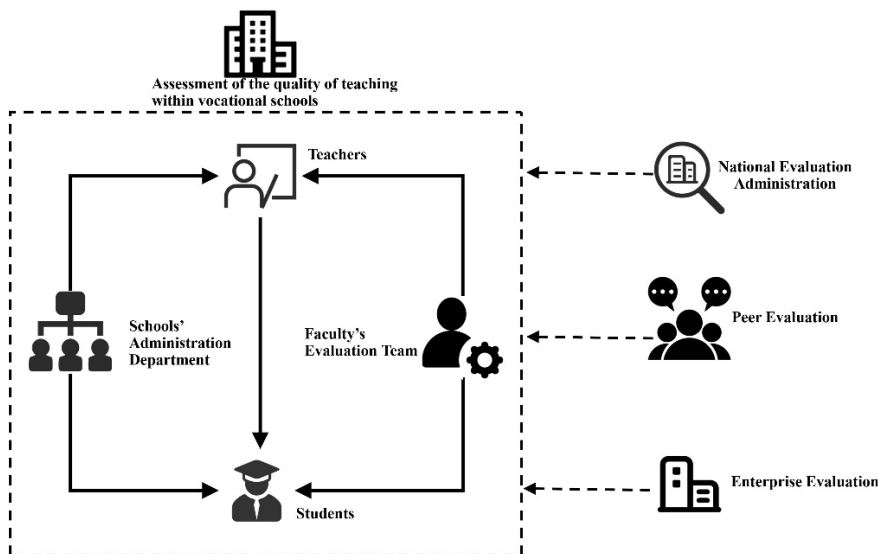 Assessment of the quality of teaching
within vocational schools
Teachers
National Evaluation
Administration
Schools'
Administration
Department
Faculty's
Evaluation Team
Peer Evaluation
Enterprise Evaluation
Students